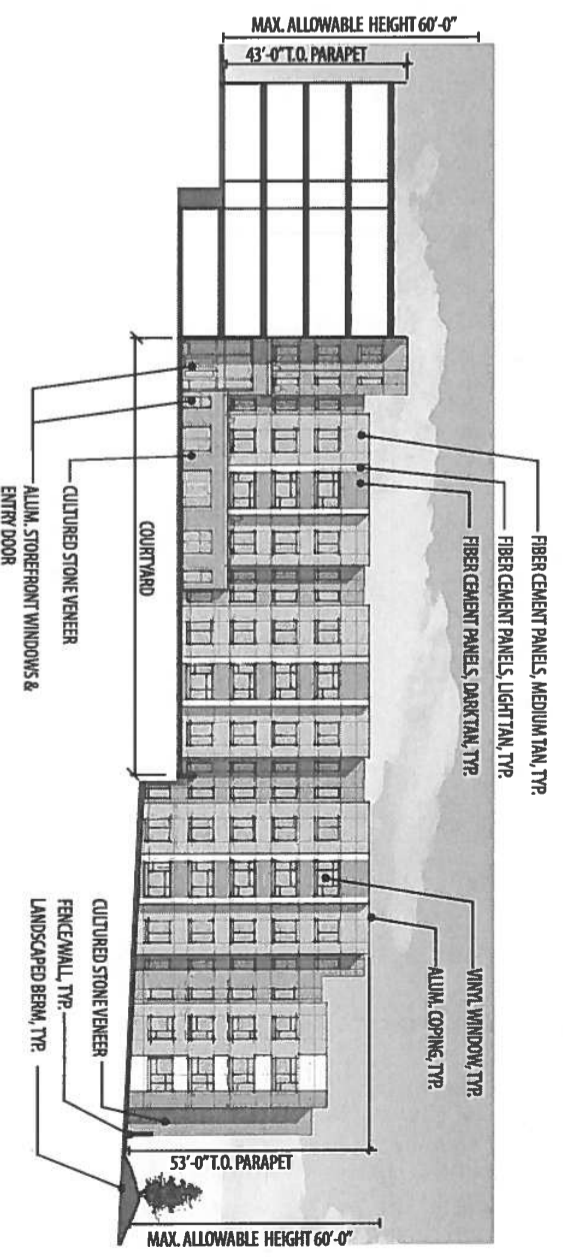 MAX. ALLOWABLE HEIGHT 60'-0"
43'-0" T.O. PARAPET
FIBER CEMENT PANELS, MEDIUM TAN, TYP.
FIBER CEMENT PANELS, LIGHT TAN, TYP.
FIBER CEMENT PANELS, DARK TAN, TYP.
VINYL WINDOW, TYP.
ALUM. COPING, TYP.
COURTYARD
CULTURED STONE VENEER
ALUM. STOREFRONT WINDOWS &
ENTRY DOOR
CULTURED STONE VENEER
FENCE/WALL, TYP.
LANDSCAPED BERM, TYP.
53'-0" T.O. PARAPET
MAX. ALLOWABLE HEIGHT 60'-0"